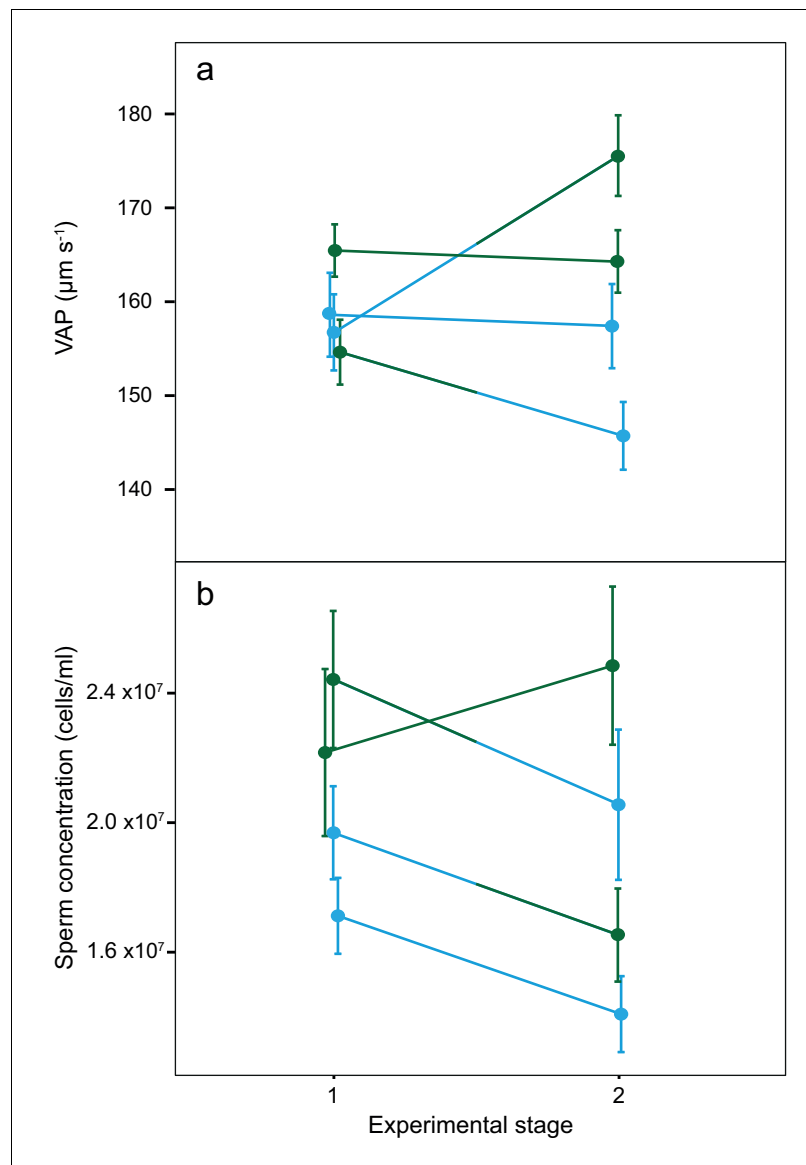 a
180
170
160
150
140
VAP (µm s⁻¹)
b
2.4 x10⁷
2.0 x10⁷
1.6 x10⁷
Sperm concentration (cells/ml)
1
2
Experimental stage